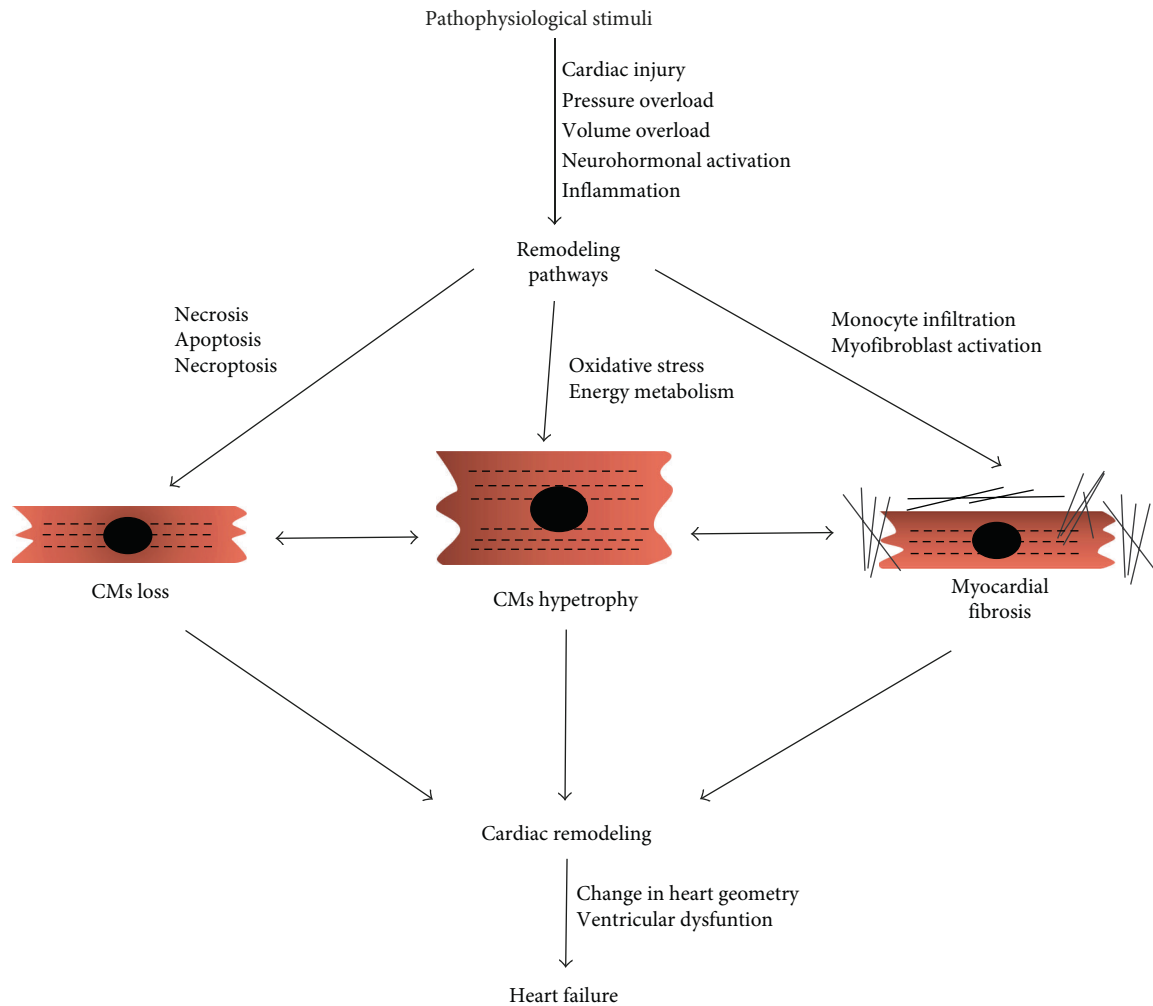 Pathophysiological stimuli
Cardiac injury
Pressure overload
Volume overload
Neurohormonal activation
Inflammation
Remodeling
pathways
Necrosis
Apoptosis
Necroptosis
Oxidative stress
Energy metabolism
Monocyte infiltration
Myofibroblast activation
CMs loss
CMs hypetrophy
Myocardial
fibrosis
Cardiac remodeling
Change in heart geometry
Ventricular dysfuntion
Heart failure